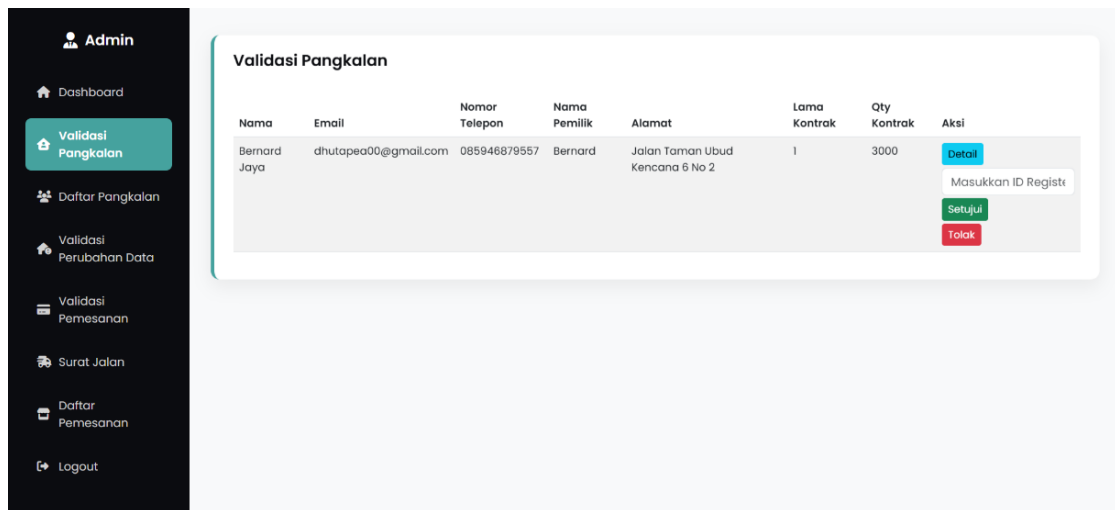 Admin
Dashboard
Validasi
Pangkalan
Daftar Pangkalan
Validasi
Perubahan Data
Validasi
Pemesanan
Surat Jalan
Daftar
Pemesanan
Logout
Validasi Pangkalan
Nama Email Nomor Telepon Nama Pemilik Alamat Lama Kontrak Qty Kontrak Aksi
Bernard Jaya dhutapea00@gmail.com 085946879557 Bernard Jalan Taman Ubud Kencana 6 No 2 1 3000 Detail
Masukkan ID Registe
Setujui
Tolak